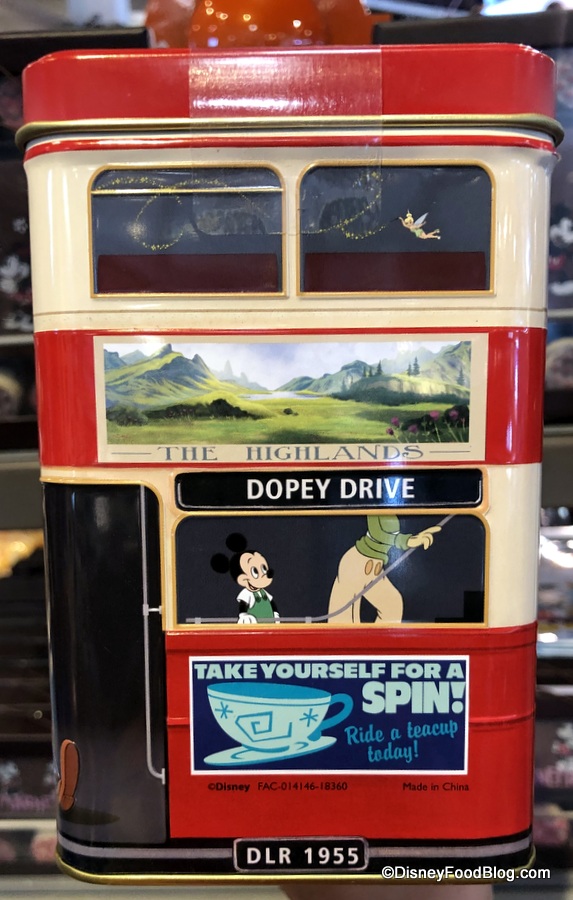 THE HIGHLANDS
DOPEY DRIVE
TAKE YOURSELF FOR A
SPIN!
Ride a teacup
today!
©Disney FAC-014146-18360 Made in China
DLR 1955
©DisneyFoodBlog.com